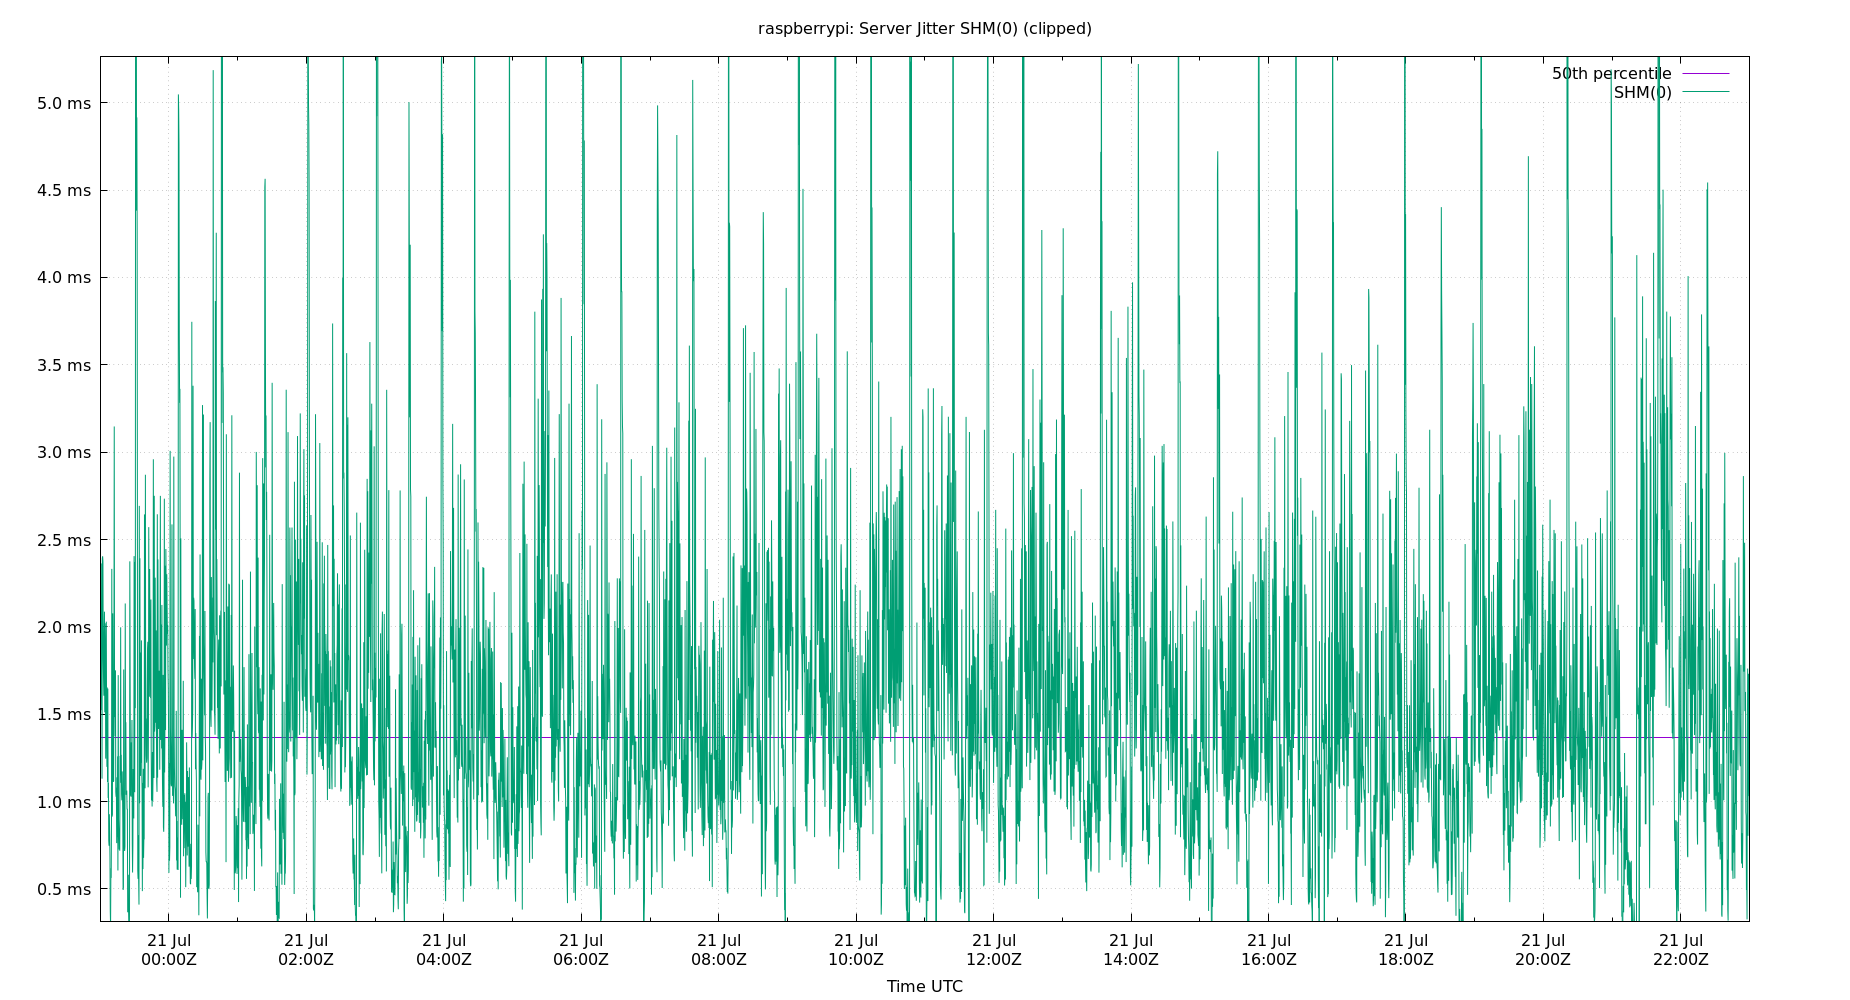 raspberrypi: Server Jitter SHM(0) (clipped)
50th percentile
SHM(0)
5.0 ms
4.5 ms
4.0 ms
3.5 ms
3.0 ms
2.5 ms
2.0 ms
1.5 ms
1.0 ms
0.5 ms
21 Jul 21 Jul 21 Jul 21 Jul 21 Jul 21 Jul 21 Jul 21 Jul 21 Jul 21 Jul 21 Jul 21 Jul
00:00Z 02:00Z 04:00Z 06:00Z 08:00Z 10:00Z 12:00Z 14:00Z 16:00Z 18:00Z 20:00Z 22:00Z
Time UTC